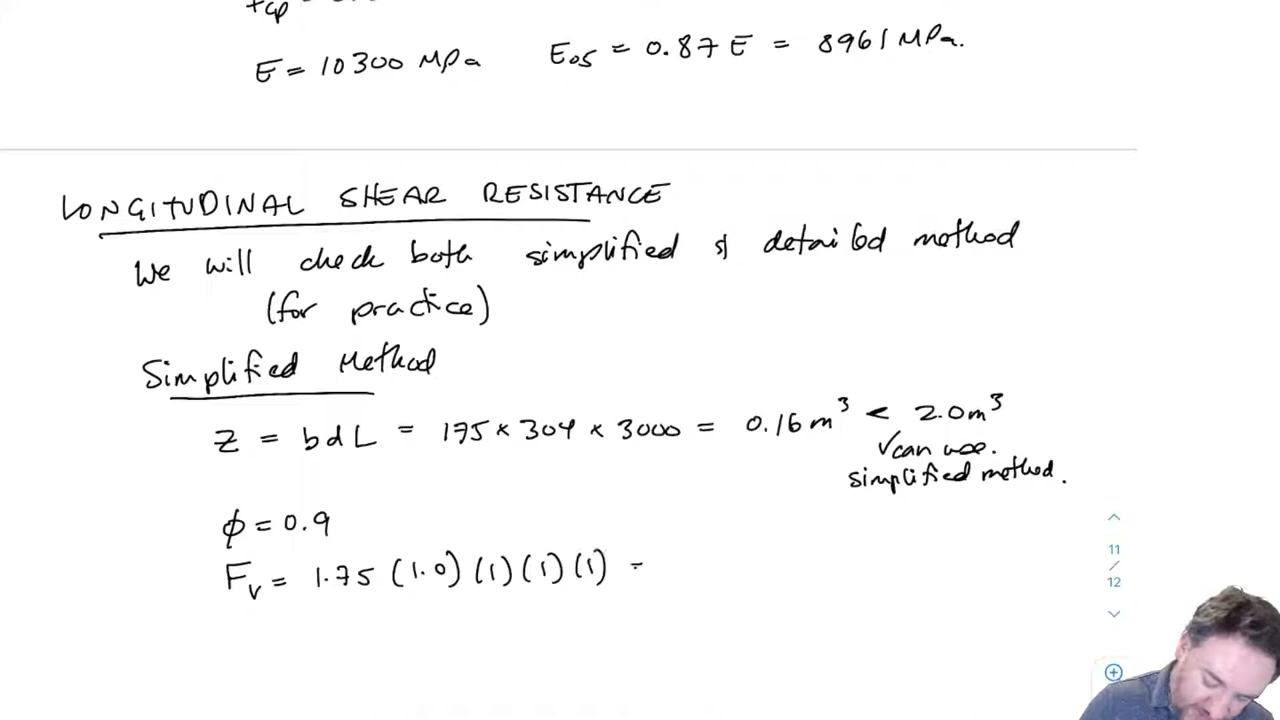 E = 10300 MPa E05 = 0.87 E = 8961 MPa.
LONGITUDINAL SHEAR RESISTANCE
We will check both simplified & detailed method
(for practice)
Simplified Method
Z = bdL = 175 × 304 × 3000 = 0.16 m³ < 2.0m³
√can use.
simplified method.
ϕ = 0.9
Fv = 1.75 (1.0) (1) (1) (1) =
11
/
12